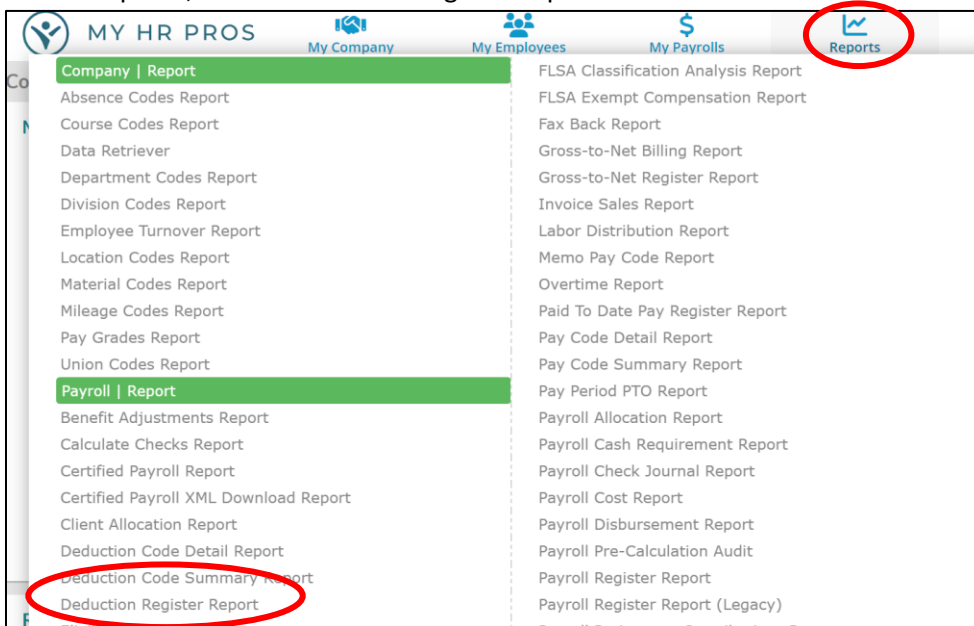 MY HR PROS
My Company
My Employees
My Payrolls
Reports
Company | Report
Absence Codes Report
Course Codes Report
Data Retriever
Department Codes Report
Division Codes Report
Employee Turnover Report
Location Codes Report
Material Codes Report
Mileage Codes Report
Pay Grades Report
Union Codes Report
Payroll | Report
Benefit Adjustments Report
Calculate Checks Report
Certified Payroll Report
Certified Payroll XML Download Report
Client Allocation Report
Deduction Code Detail Report
Deduction Code Summary Report
Deduction Register Report
FLSA Classification Analysis Report
FLSA Exempt Compensation Report
Fax Back Report
Gross-to-Net Billing Report
Gross-to-Net Register Report
Invoice Sales Report
Labor Distribution Report
Memo Pay Code Report
Overtime Report
Paid To Date Pay Register Report
Pay Code Detail Report
Pay Code Summary Report
Pay Period PTO Report
Payroll Allocation Report
Payroll Cash Requirement Report
Payroll Check Journal Report
Payroll Cost Report
Payroll Disbursement Report
Payroll Pre-Calculation Audit
Payroll Register Report
Payroll Register Report (Legacy)